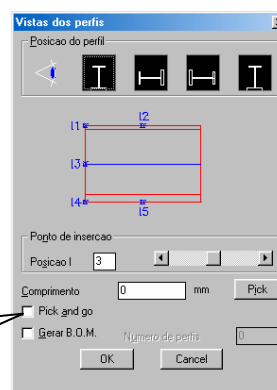 Vistas dos perfis
Posicao do perfil
I1
I2
I3
I4
I5
Ponto de insercao
Posicao I 3
Comprimento 0 mm Pick
Pick and go
Gerar B.O.M. Numero de perfis 0
OK Cancel